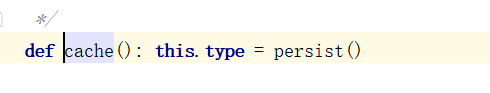 */
def cache(): this.type = persist()